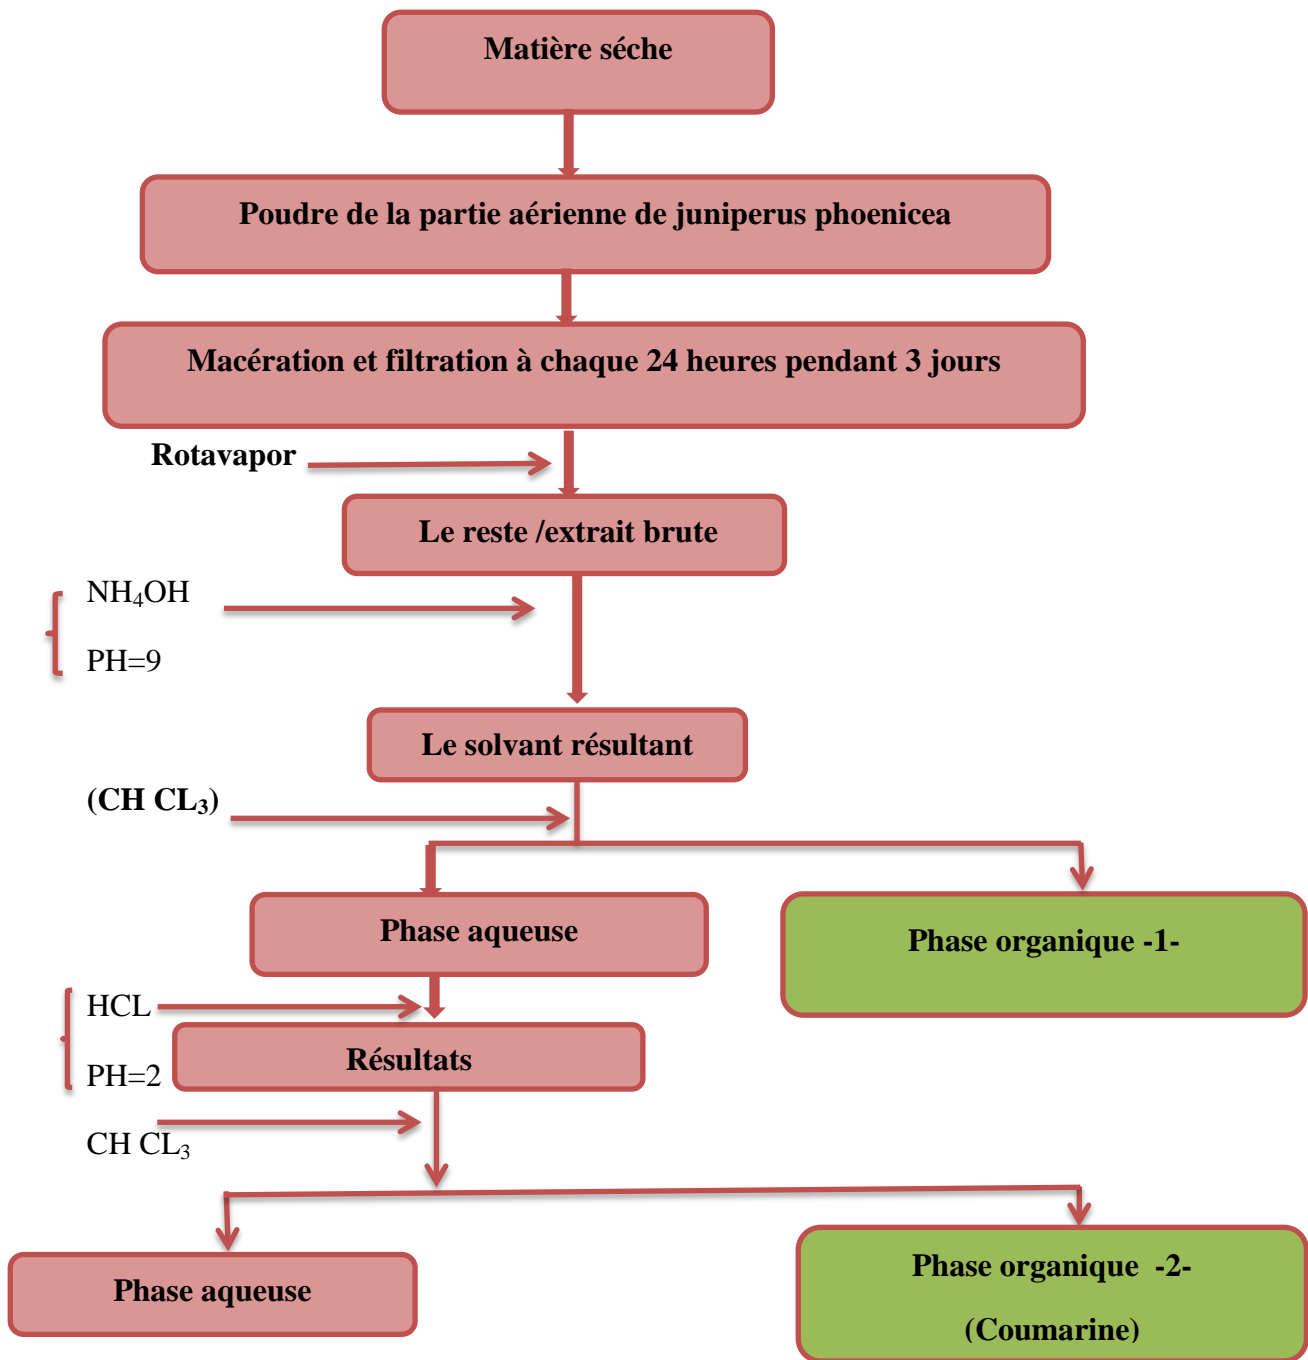 Matière séche
Poudre de la partie aérienne de juniperus phoenicea
Macération et filtration à chaque 24 heures pendant 3 jours
Rotavapor
Le reste /extrait brute
NH₄OH
PH=9
Le solvant résultant
(CH CL₃)
Phase aqueuse
Phase organique -1-
HCL
Résultats
PH=2
CH CL₃
Phase aqueuse
Phase organique -2-
(Coumarine)